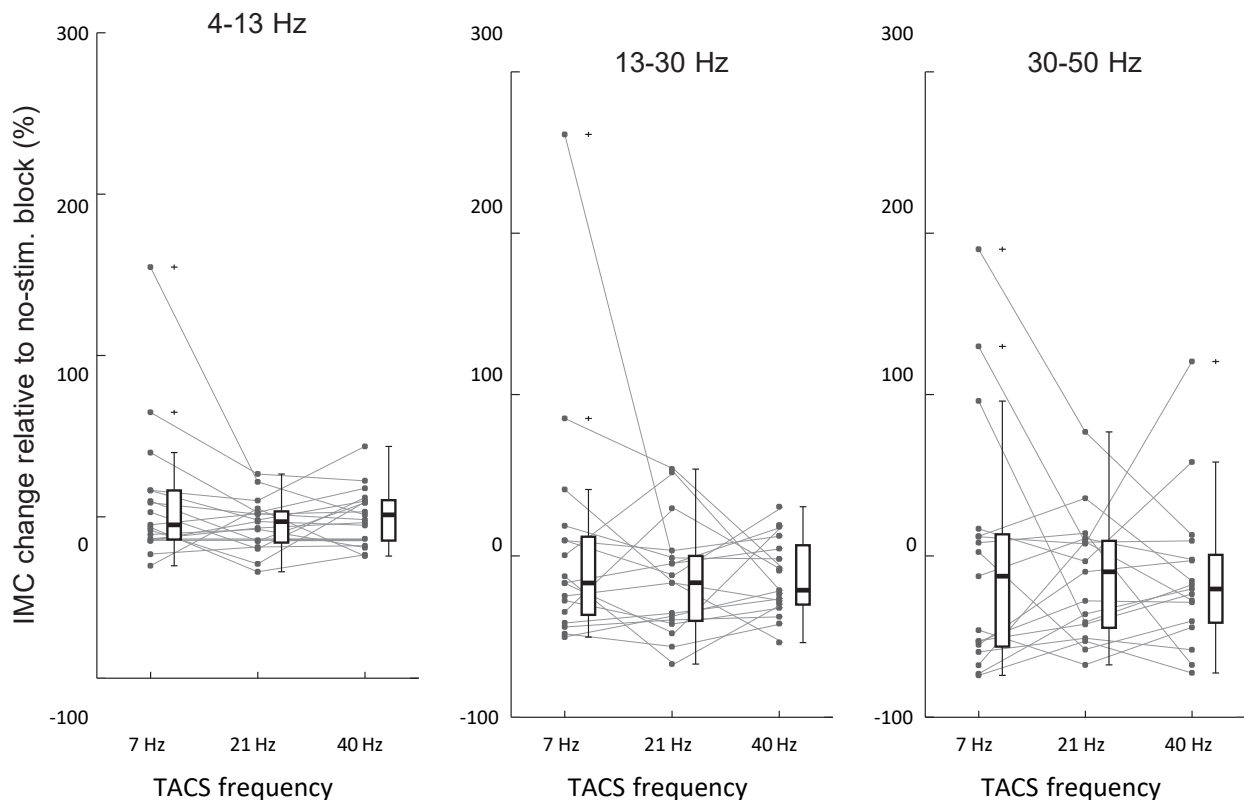 IMC change relative to no-stim. block (%)
4-13 Hz
300
200
100
0
-100
7 Hz 21 Hz 40 Hz
TACS frequency
13-30 Hz
300
200
100
0
-100
7 Hz 21 Hz 40 Hz
TACS frequency
30-50 Hz
300
200
100
0
-100
7 Hz 21 Hz 40 Hz
TACS frequency